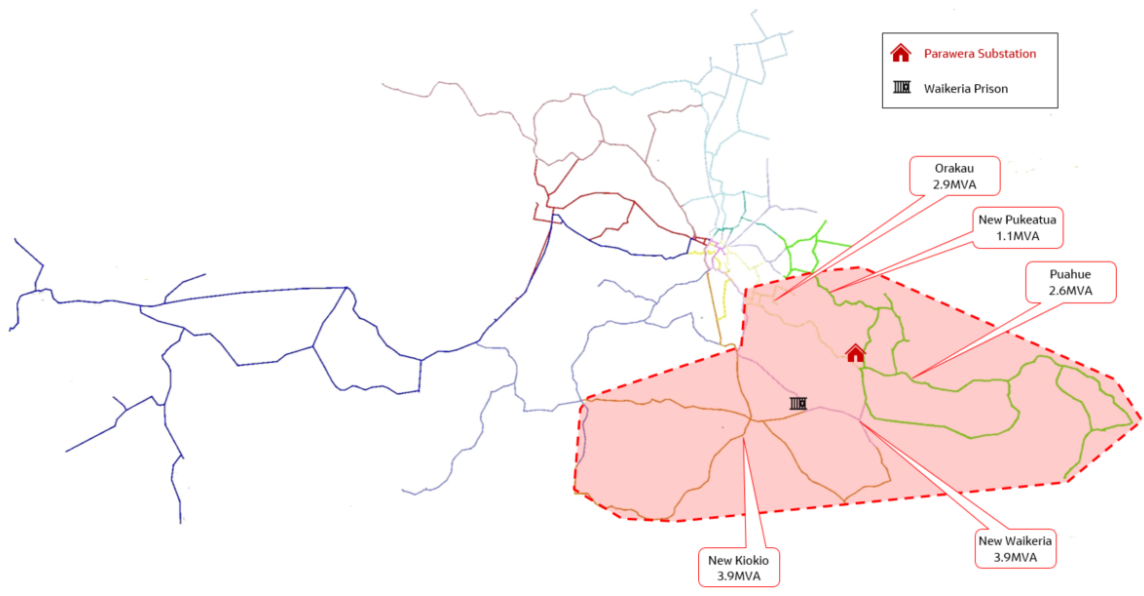 Parawera Substation
Waikeria Prison
Orakau
2.9MVA
New Pukeatua
1.1MVA
Puahue
2.6MVA
New Waikeria
3.9MVA
New Kiokio
3.9MVA